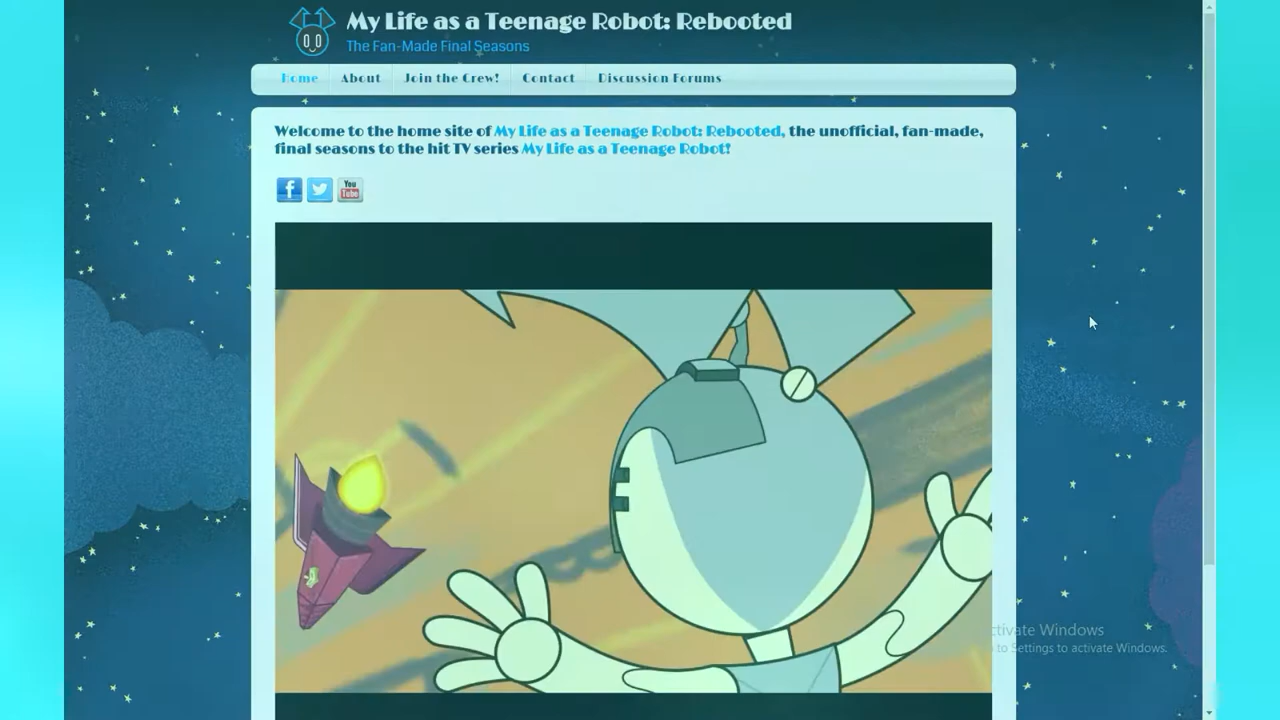 My Life as a Teenage Robot: Rebooted
The Fan-Made Final Seasons
Home About Join the Crew! Contact Discussion Forums
Welcome to the home site of My Life as a Teenage Robot: Rebooted, the unofficial, fan-made,
final seasons to the hit TV series My Life as a Teenage Robot!
f You Tube
ctivate Windows
to Settings to activate Windows.